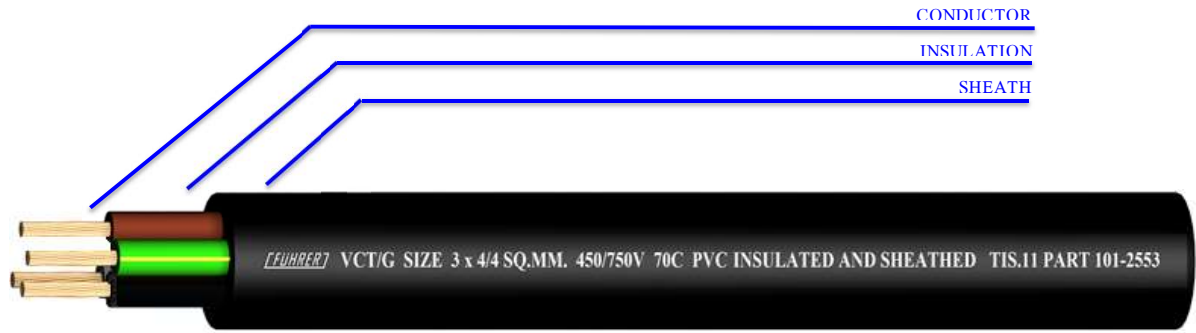 CONDUCTOR
INSULATION
SHEATH
FUHRER VCT/G SIZE 3 x 4/4 SQ.MM. 450/750V 70C PVC INSULATED AND SHEATHED TIS.11 PART 101-2553